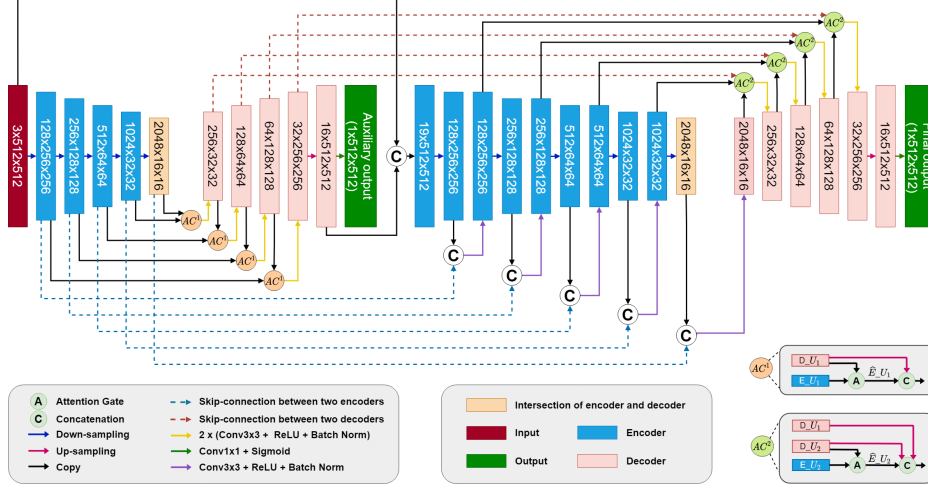 3x512x512
128x256x256
256x128x128
512x64x64
1024x32x32
2048x16x16
AC¹
AC¹
AC¹
AC¹
256x32x32
128x64x64
64x128x128
32x256x256
16x512x512
Auxiliary output
(1x512x512)
C
19x512x512
128x256x256
128x256x256
256x128x128
256x128x128
512x64x64
512x64x64
1024x32x32
1024x32x32
2048x16x16
C
C
C
C
C
AC²
AC²
AC²
AC²
2048x16x16
256x32x32
128x64x64
64x128x128
32x256x256
16x512x512
Final output
(1x512x512)
A Attention Gate
C Concatenation
Down-sampling
Up-sampling
Copy
Skip-connection between two encoders
Skip-connection between two decoders
2 x (Conv3x3 + ReLU + Batch Norm)
Conv1x1 + Sigmoid
Conv3x3 + ReLU + Batch Norm
Intersection of encoder and decoder
Input
Encoder
Output
Decoder
AC¹
D_U₁
E_U₁
A
Ê_U₁
C
AC²
D_U₁
D_U₂
E_U₂
A
Ê_U₂
C